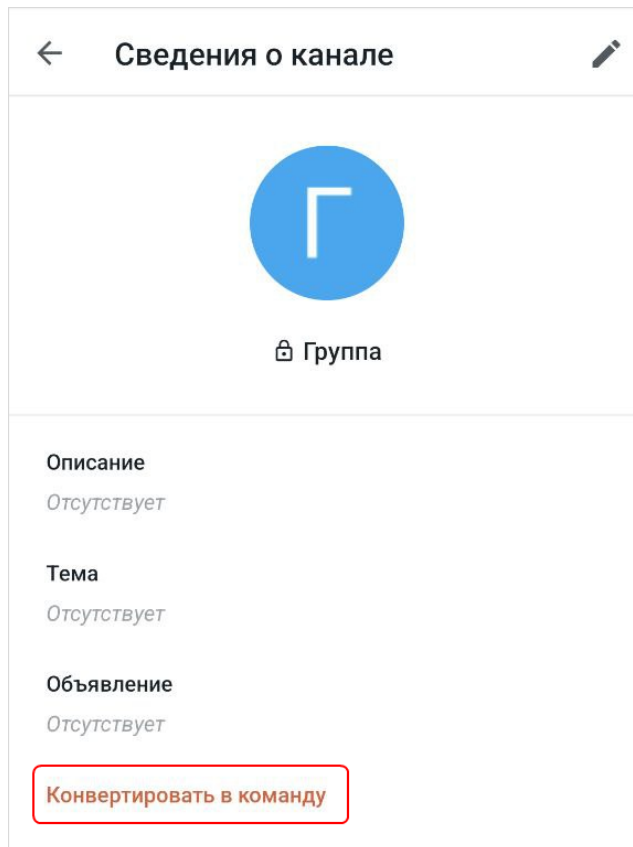 Сведения о канале
Г
Группа
Описание
Отсутствует
Тема
Отсутствует
Объявление
Отсутствует
Конвертировать в команду